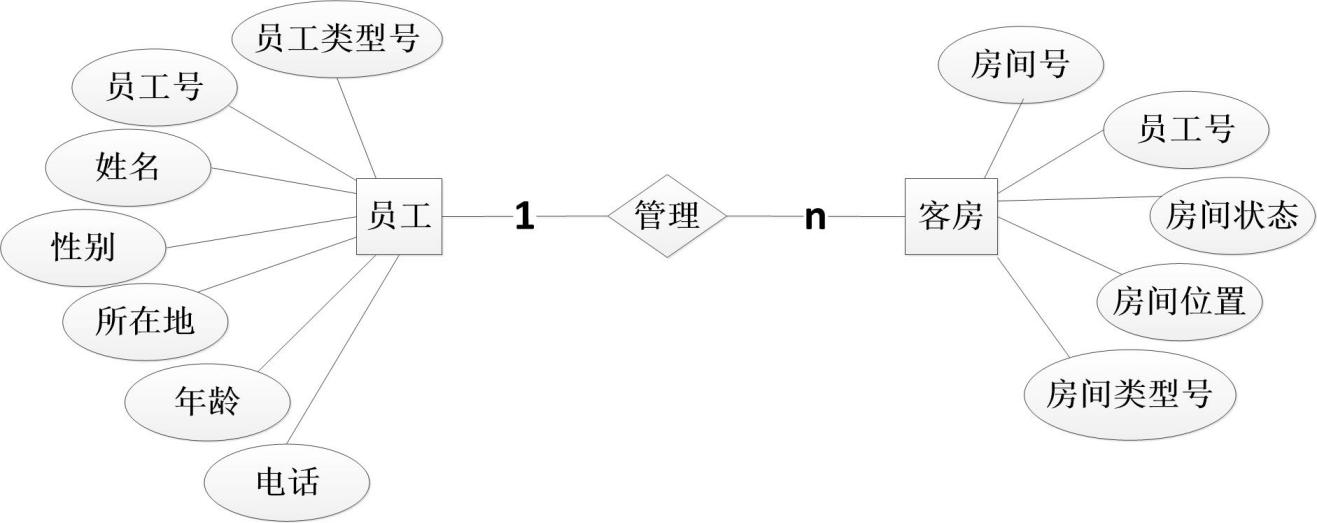 员工类型号
员工号
姓名
性别
所在地
年龄
电话
员工
1
管理
n
客房
房间号
员工号
房间状态
房间位置
房间类型号